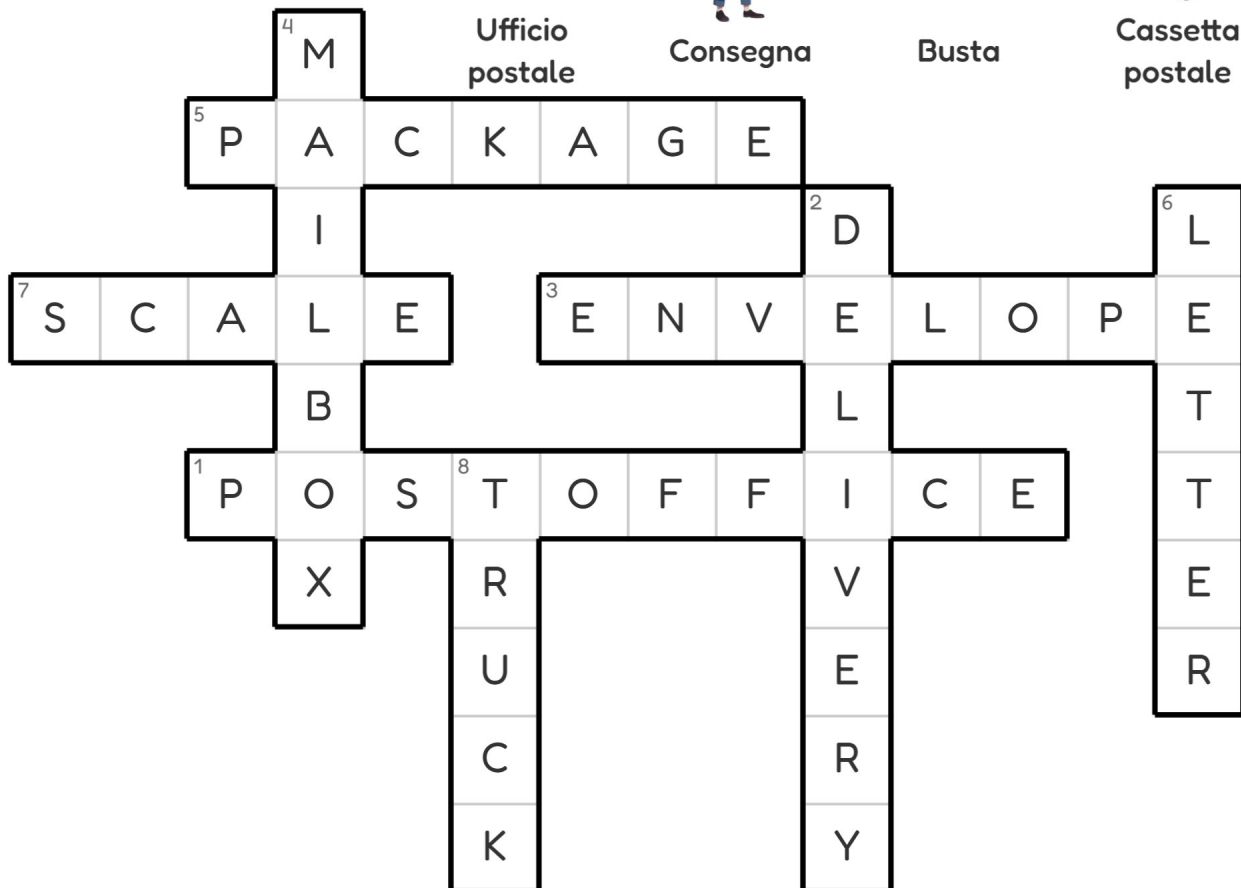 Ufficio
postale
Consegna
Busta
Cassetta
postale
4 M
5 P A C K A G E
I 2 D 6 L
7 S C A L E 3 E N V E L O P E
B L T
1 P O S 8 T O F F I C E T
X R V E
U E R
C R
K Y